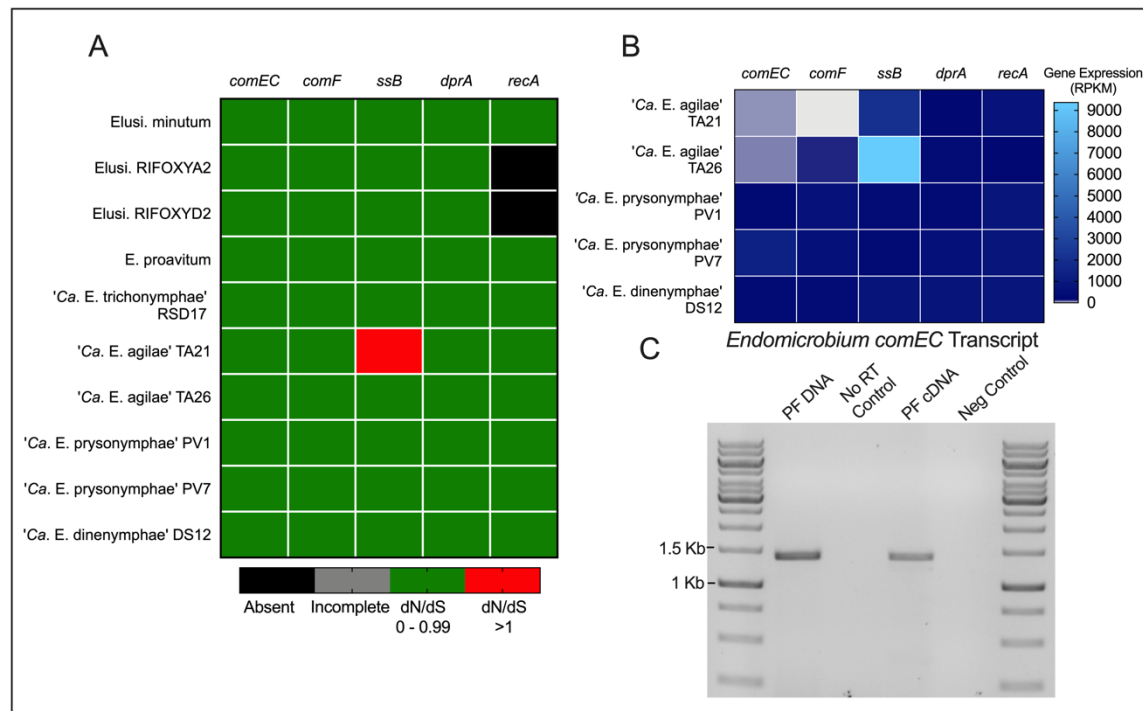 A
comEC comF ssB dprA recA
Elusi. minutum
Elusi. RIFOXYA2
Elusi. RIFOXYD2
E. proavitum
'Ca. E. trichonymphae'
RSD17
'Ca. E. agilae' TA21
'Ca. E. agilae' TA26
'Ca. E. prysonymphae' PV1
'Ca. E. prysonymphae' PV7
'Ca. E. dinenymphae' DS12
Absent Incomplete dN/dS dN/dS
0 - 0.99 >1
B
comEC comF ssB dprA recA
Gene Expression
(RPKM)
'Ca. E. agilae'
TA21
'Ca. E. agilae'
TA26
'Ca. E. prysonymphae'
PV1
'Ca. E. prysonymphae'
PV7
'Ca. E. dinenymphae'
DS12
9000
8000
7000
6000
5000
4000
3000
2000
1000
0
C
Endomicrobium comEC Transcript
PF DNA
No RT
Control
PF cDNA
Neg Control
1.5 Kb
1 Kb